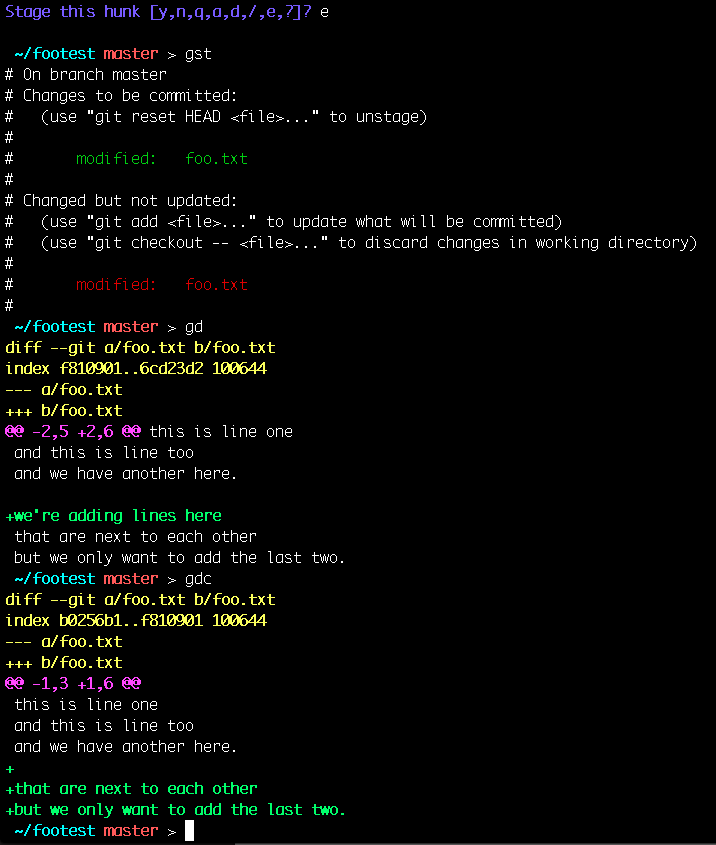 Stage this hunk [y,n,q,a,d,/,e,?]? e
~/footest master > gst
# On branch master
# Changes to be committed:
#   (use "git reset HEAD <file>..." to unstage)
#
#       modified:   foo.txt
#
# Changed but not updated:
#   (use "git add <file>..." to update what will be committed)
#   (use "git checkout -- <file>..." to discard changes in working directory)
#
#       modified:   foo.txt
#
~/footest master > gd
diff --git a/foo.txt b/foo.txt
index f810901..6cd23d2 100644
--- a/foo.txt
+++ b/foo.txt
@@ -2,5 +2,6 @@ this is line one
 and this is line too
 and we have another here.

+we're adding lines here
 that are next to each other
 but we only want to add the last two.
~/footest master > gdc
diff --git a/foo.txt b/foo.txt
index b0256b1..f810901 100644
--- a/foo.txt
+++ b/foo.txt
@@ -1,3 +1,6 @@
 this is line one
 and this is line too
 and we have another here.
+
+that are next to each other
+but we only want to add the last two.
~/footest master >